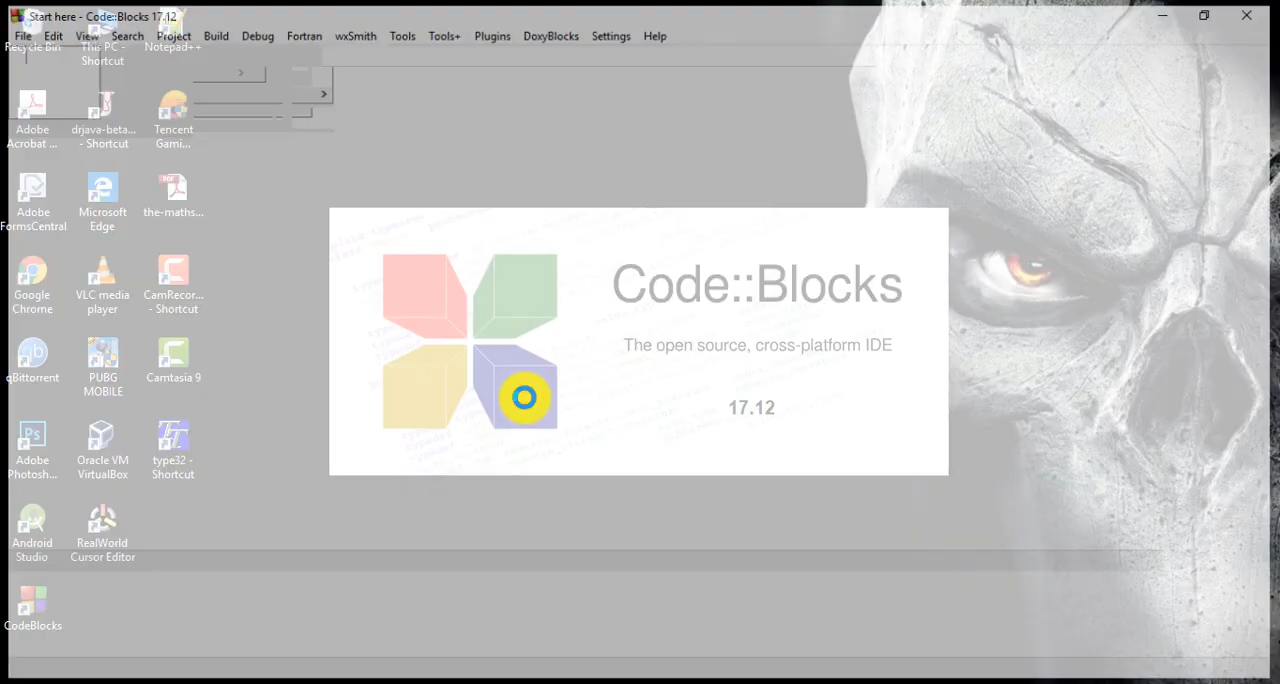 Start here - Code::Blocks 17.12
File Edit View Search Project Build Debug Fortran wxSmith Tools Tools+ Plugins DoxyBlocks Settings Help
Recycle Bin
This PC -
Shortcut
Notepad++
Adobe
Acrobat ...
drjava-beta...
- Shortcut
Tencent
Gami...
Adobe
FormsCentral
Microsoft
Edge
PDF
the-maths...
Google
Chrome
VLC media
player
CamRecor...
- Shortcut
qBittorrent
PUBG
MOBILE
Camtasia 9
Adobe
Photosh...
Oracle VM
VirtualBox
type32 -
Shortcut
Android
Studio
RealWorld
Cursor Editor
CodeBlocks
Code::Blocks
The open source, cross-platform IDE
17.12